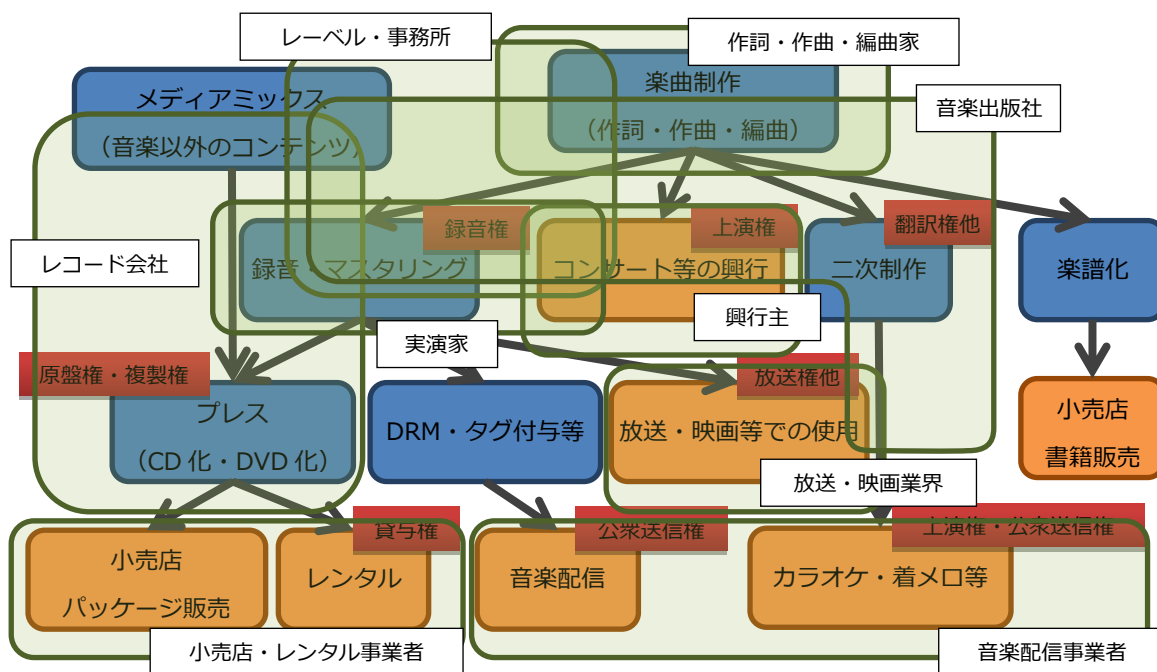 レーベル・事務所
作詞・作曲・編曲家
メディアミックス
（音楽以外のコンテンツ）
楽曲制作
（作詞・作曲・編曲）
音楽出版社
録音権
上演権
翻訳権他
レコード会社
録音・マスタリング
コンサート等の興行
二次制作
楽譜化
興行主
実演家
原盤権・複製権
放送権他
プレス
（CD 化・DVD 化）
DRM・タグ付与等
放送・映画等での使用
小売店
書籍販売
放送・映画業界
貸与権
公衆送信権
上演権・公衆送信権
小売店
パッケージ販売
レンタル
音楽配信
カラオケ・着メロ等
小売店・レンタル事業者
音楽配信事業者